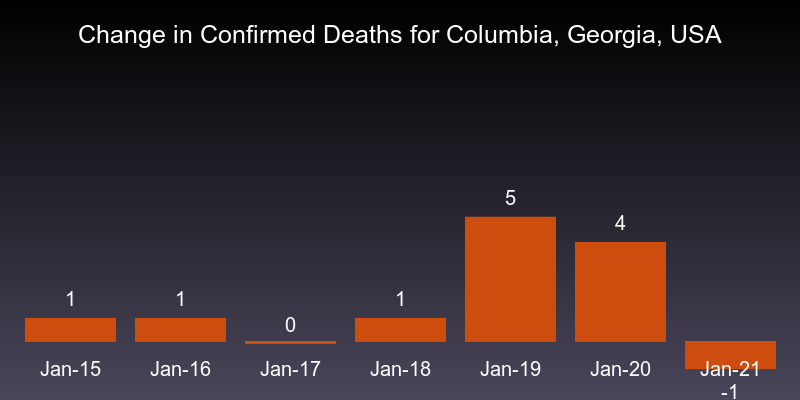 Change in Confirmed Deaths for Columbia, Georgia, USA
5
4
1
1
1
0
Jan-15
Jan-16
Jan-17
Jan-18
Jan-19
Jan-20
Jan-21
-1